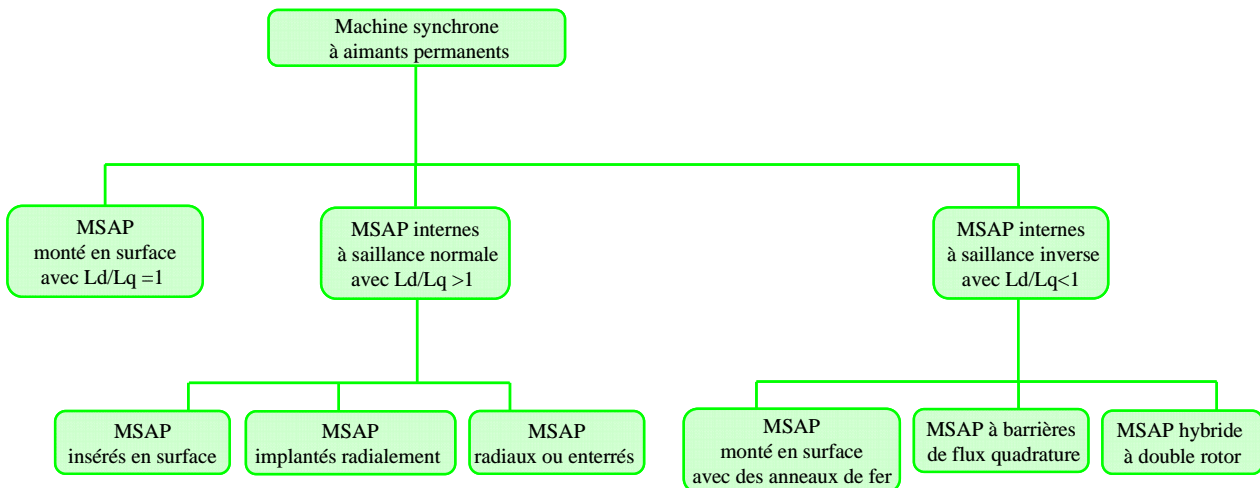 Machine synchrone
à aimants permanents
MSAP
monté en surface
avec Ld/Lq =1
MSAP internes
à saillance normale
avec Ld/Lq >1
MSAP internes
à saillance inverse
avec Ld/Lq<1
MSAP
insérés en surface
MSAP
implantés radialement
MSAP
radiaux ou enterrés
MSAP
monté en surface
avec des anneaux de fer
MSAP à barrières
de flux quadrature
MSAP hybride
à double rotor